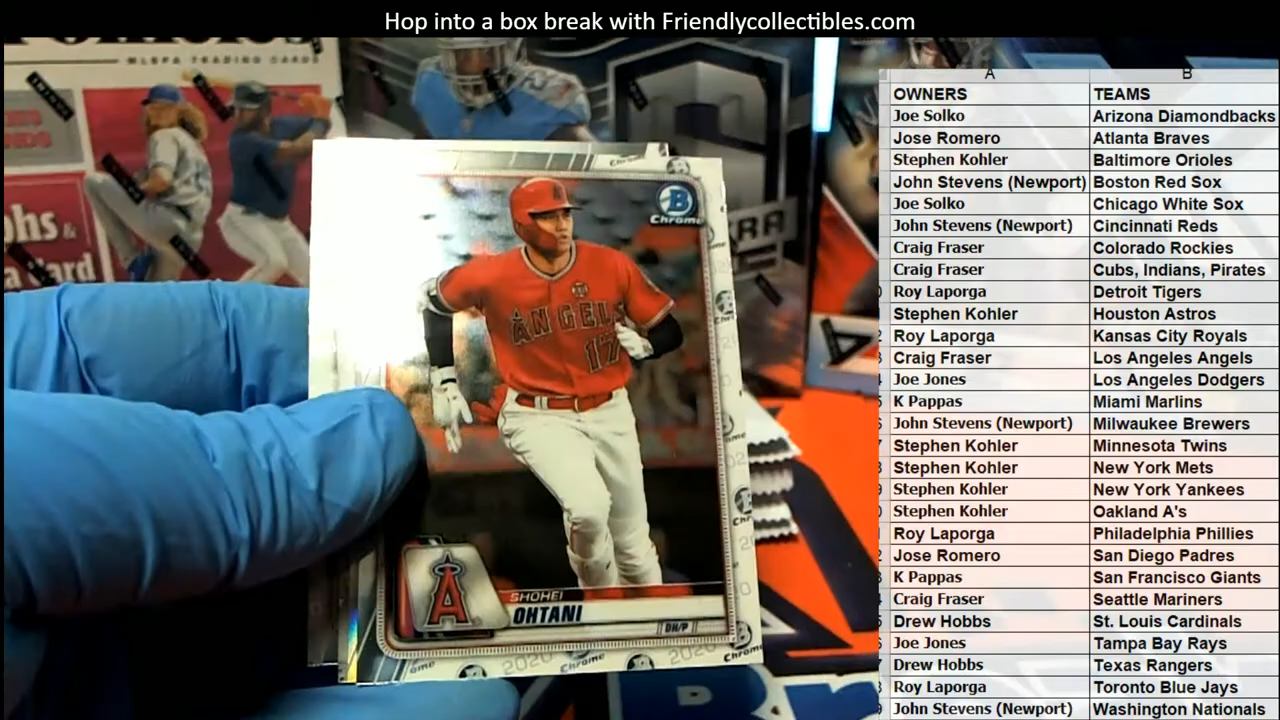 Hop into a box break with Friendlycollectibles.com
MLBPA TRADING CARDS
Chrome
ANGELS
17
A
SHOHEI
OHTANI
DH/P
2020
Chrome
2020
A B
OWNERS TEAMS
Joe Solko Arizona Diamondbacks
Jose Romero Atlanta Braves
Stephen Kohler Baltimore Orioles
John Stevens (Newport) Boston Red Sox
Joe Solko Chicago White Sox
John Stevens (Newport) Cincinnati Reds
Craig Fraser Colorado Rockies
Craig Fraser Cubs, Indians, Pirates
Roy Laporga Detroit Tigers
Stephen Kohler Houston Astros
Roy Laporga Kansas City Royals
Craig Fraser Los Angeles Angels
Joe Jones Los Angeles Dodgers
K Pappas Miami Marlins
John Stevens (Newport) Milwaukee Brewers
Stephen Kohler Minnesota Twins
Stephen Kohler New York Mets
Stephen Kohler New York Yankees
Stephen Kohler Oakland A's
Roy Laporga Philadelphia Phillies
Jose Romero San Diego Padres
K Pappas San Francisco Giants
Craig Fraser Seattle Mariners
Drew Hobbs St. Louis Cardinals
Joe Jones Tampa Bay Rays
Drew Hobbs Texas Rangers
Roy Laporga Toronto Blue Jays
John Stevens (Newport) Washington Nationals